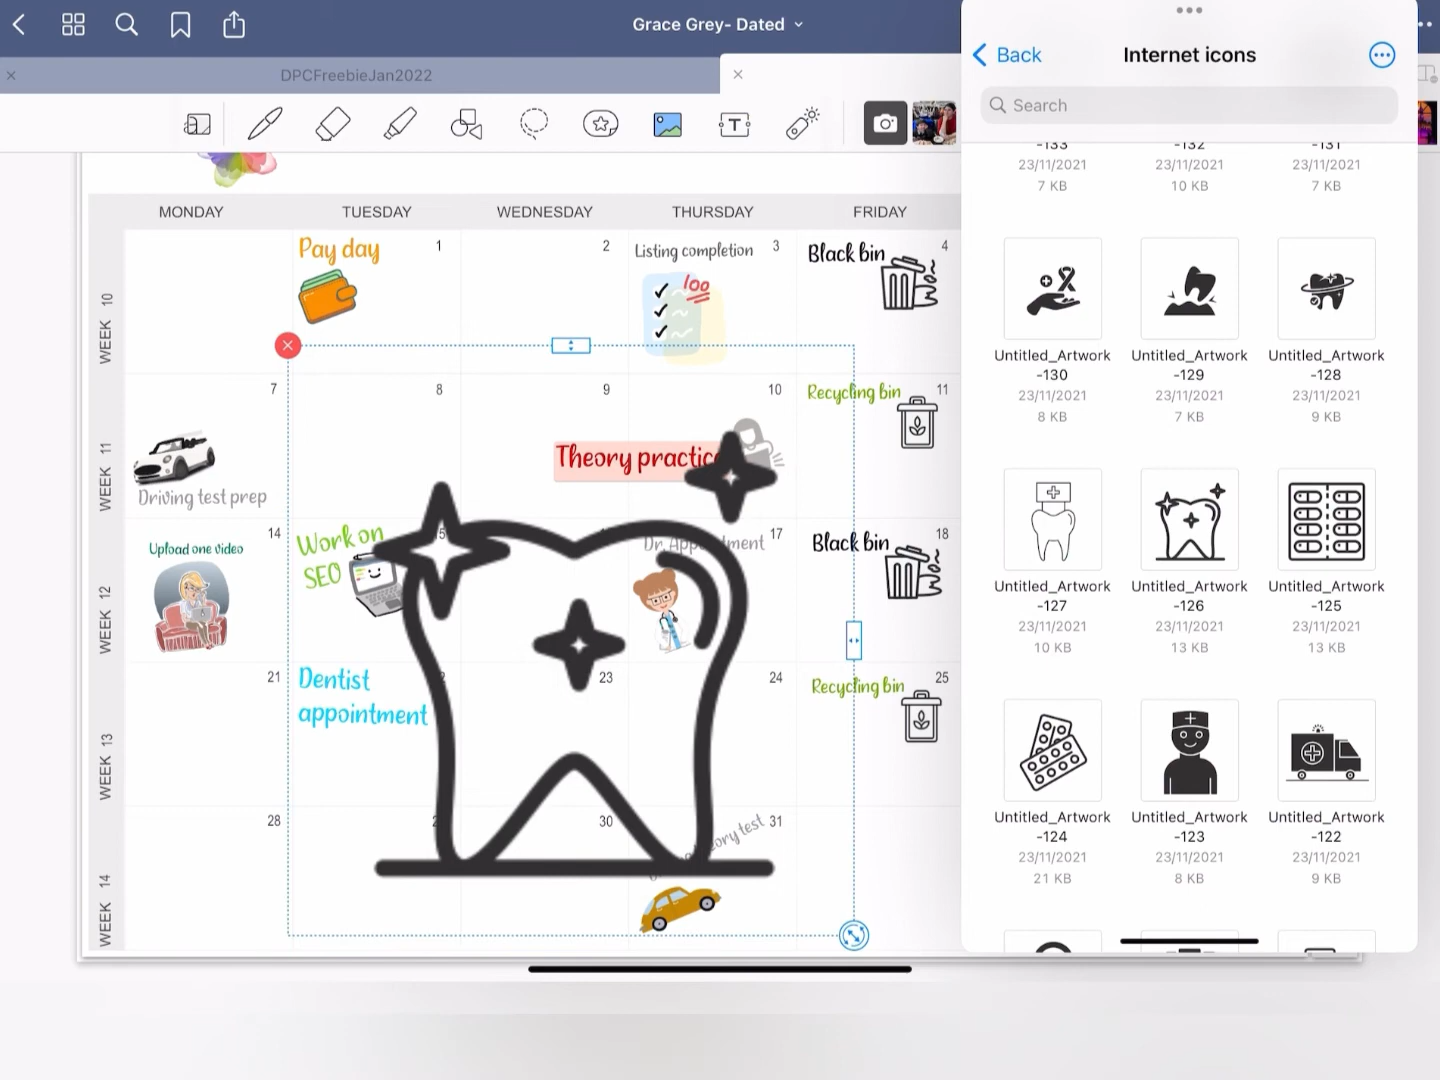 Grace Grey- Dated
DPCFreebieJan2022
T
MONDAY
TUESDAY
WEDNESDAY
THURSDAY
FRIDAY
WEEK 10
Pay day
1
2
Listing completion
3
100
Black bin
4
WEEK 11
7
Driving test prep
8
9
Theory practice
10
Recycling bin
11
WEEK 12
14
Upload one video
Work on
SEO
17
Black bin
18
WEEK 13
21
Dentist
appointment
23
24
Recycling bin
25
WEEK 14
28
30
31
Back
Internet icons
Search
-133
23/11/2021
7 KB
-132
23/11/2021
10 KB
-131
23/11/2021
7 KB
Untitled_Artwork
-130
23/11/2021
8 KB
Untitled_Artwork
-129
23/11/2021
7 KB
Untitled_Artwork
-128
23/11/2021
9 KB
Untitled_Artwork
-127
23/11/2021
10 KB
Untitled_Artwork
-126
23/11/2021
13 KB
Untitled_Artwork
-125
23/11/2021
13 KB
Untitled_Artwork
-124
23/11/2021
21 KB
Untitled_Artwork
-123
23/11/2021
8 KB
Untitled_Artwork
-122
23/11/2021
9 KB